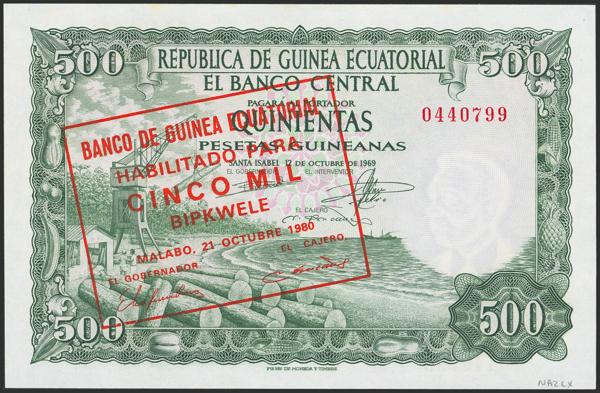 500
500
REPÚBLICA DE GUINEA ECUATORIAL
EL BANCO CENTRAL
PAGARÁ AL PORTADOR
QUINIENTAS
0440799
PESETAS GUINEANAS
SANTA ISABEL 12 DE OCTUBRE DE 1969
EL GOBERNADOR
EL INTERVENTOR
EL CAJERO
BANCO DE GUINEA ECUATORIAL
HABILITADO PARA
CINCO MIL
BIPKWELE
MALABO, 21 OCTUBRE 1980
EL GOBERNADOR.
EL CAJERO.
500
500